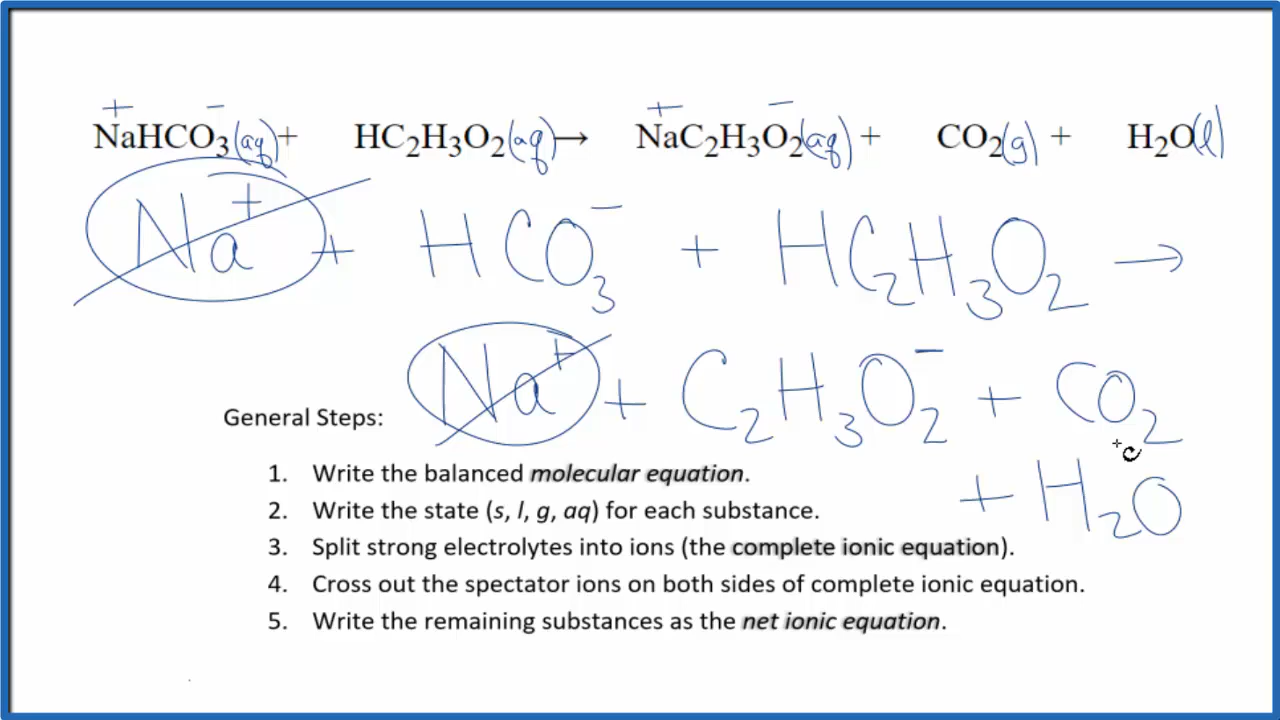 + − + −
NaHCO₃(aq) + HC₂H₃O₂(aq) → NaC₂H₃O₂(aq) + CO₂(g) + H₂O(l)
Na⁺ + HCO₃⁻ + HC₂H₃O₂ →
Na⁺ + C₂H₃O₂⁻ + CO₂
General Steps:
1. Write the balanced molecular equation.
+ H₂O
2. Write the state (s, l, g, aq) for each substance.
3. Split strong electrolytes into ions (the complete ionic equation).
4. Cross out the spectator ions on both sides of complete ionic equation.
5. Write the remaining substances as the net ionic equation.